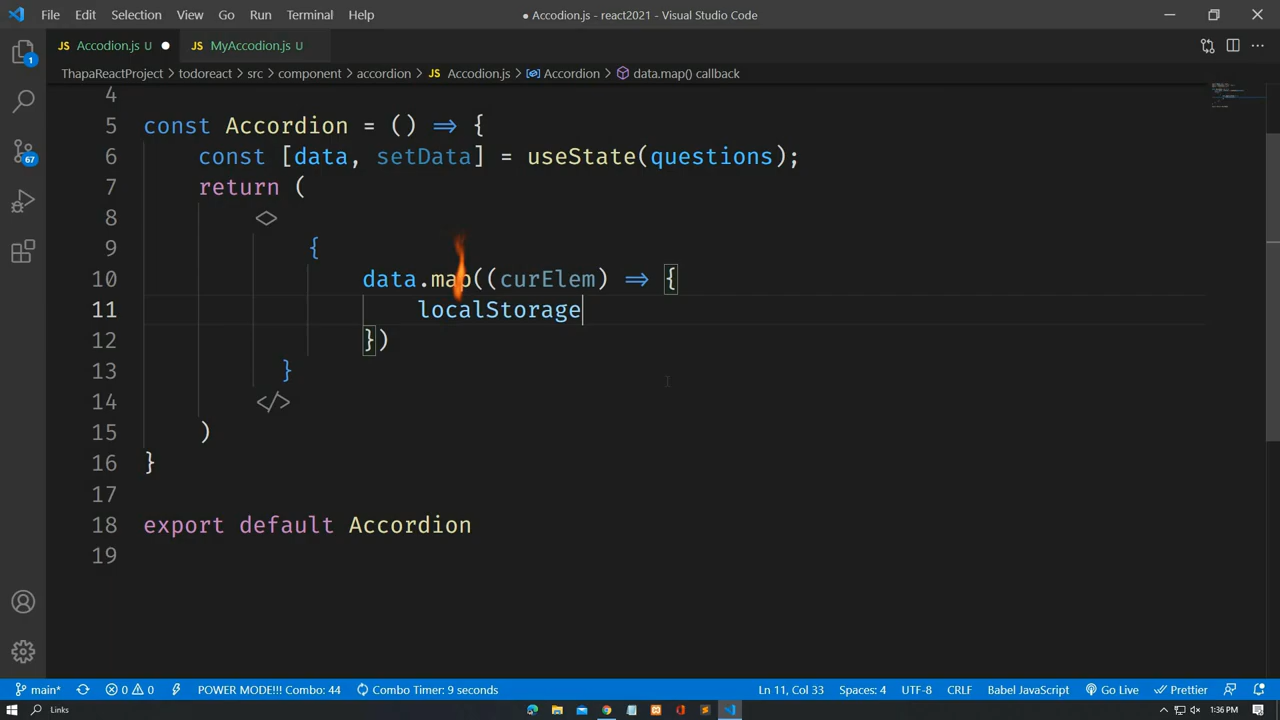 File Edit Selection View Go Run Terminal Help
● Accodion.js - react2021 - Visual Studio Code
JS Accodion.js U ●
JS MyAccodion.js U
ThapaReactProject > todoreact > src > component > accordion > JS Accodion.js > Accordion > data.map() callback
4
5 const Accordion = () => {
6 const [data, setData] = useState(questions);
7 return (
8 <>
9 {
10 data.map((curElem) => {
11 localStorage
12 })
13 }
14 </>
15 )
16 }
17
18 export default Accordion
19
1
67
main* 0 0 POWER MODE!!! Combo: 44 Combo Timer: 9 seconds Ln 11, Col 33 Spaces: 4 UTF-8 CRLF Babel JavaScript Go Live Prettier
Links
1:36 PM